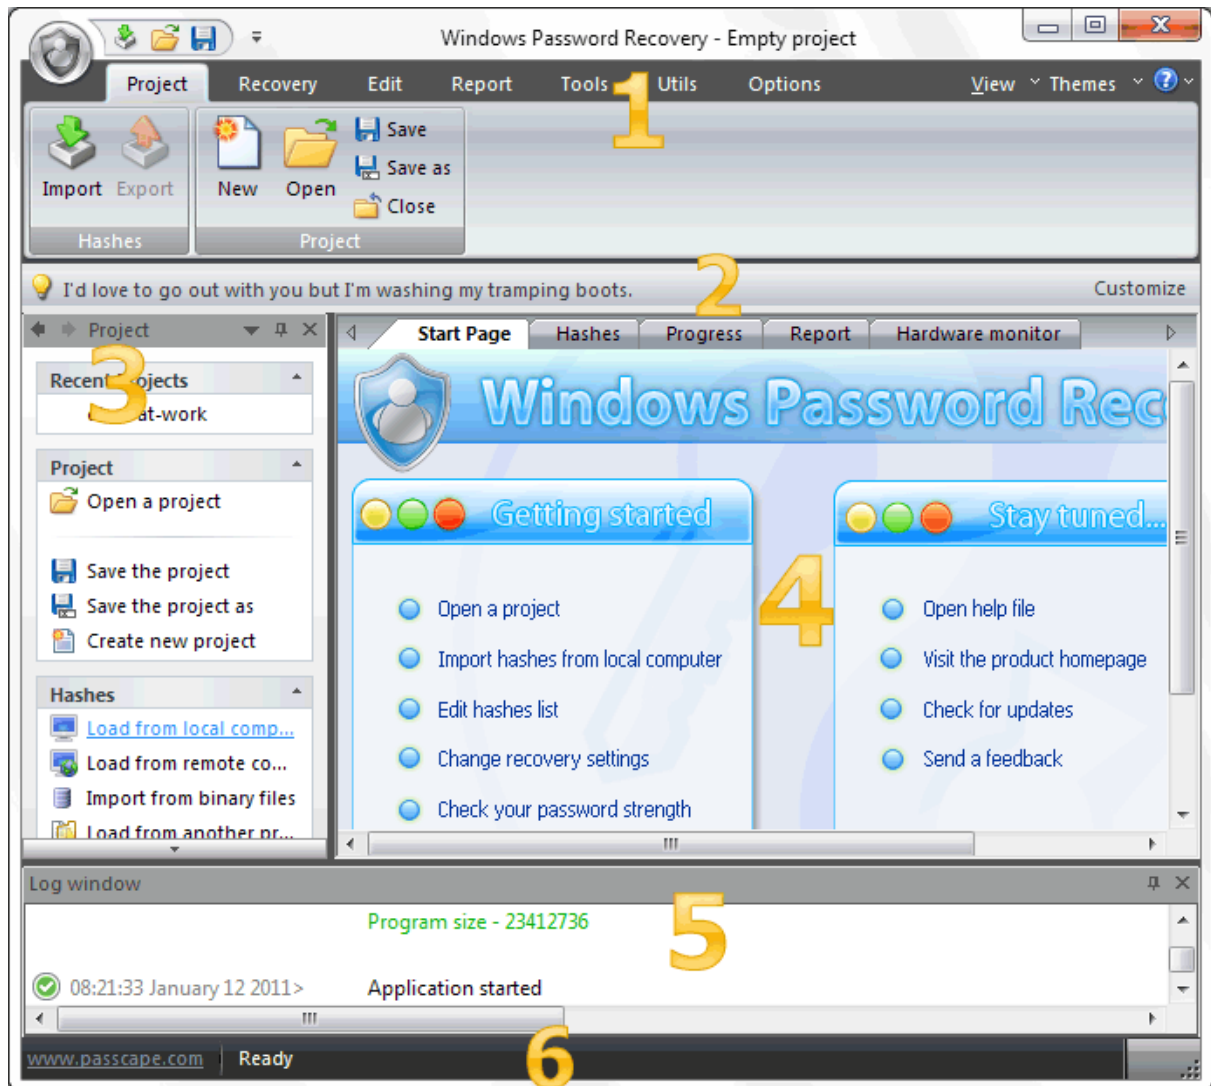 Windows Password Recovery - Empty project
Project Recovery Edit Report Tools Utils Options View Themes
1
Import Export New Open Save
Save as
Close
Hashes Project
2
I'd love to go out with you but I'm washing my tramping boots. Customize
Project
3
Recent Projects
at-work
Project
Open a project
Save the project
Save the project as
Create new project
Hashes
Load from local comp...
Load from remote co...
Import from binary files
Load from another pr...
Start Page Hashes Progress Report Hardware monitor
Windows Password Rec
Getting started
Open a project
Import hashes from local computer
Edit hashes list
Change recovery settings
Check your password strength
4
Stay tuned...
Open help file
Visit the product homepage
Check for updates
Send a feedback
Log window
5
Program size - 23412736
08:21:33 January 12 2011> Application started
www.passcape.com Ready
6